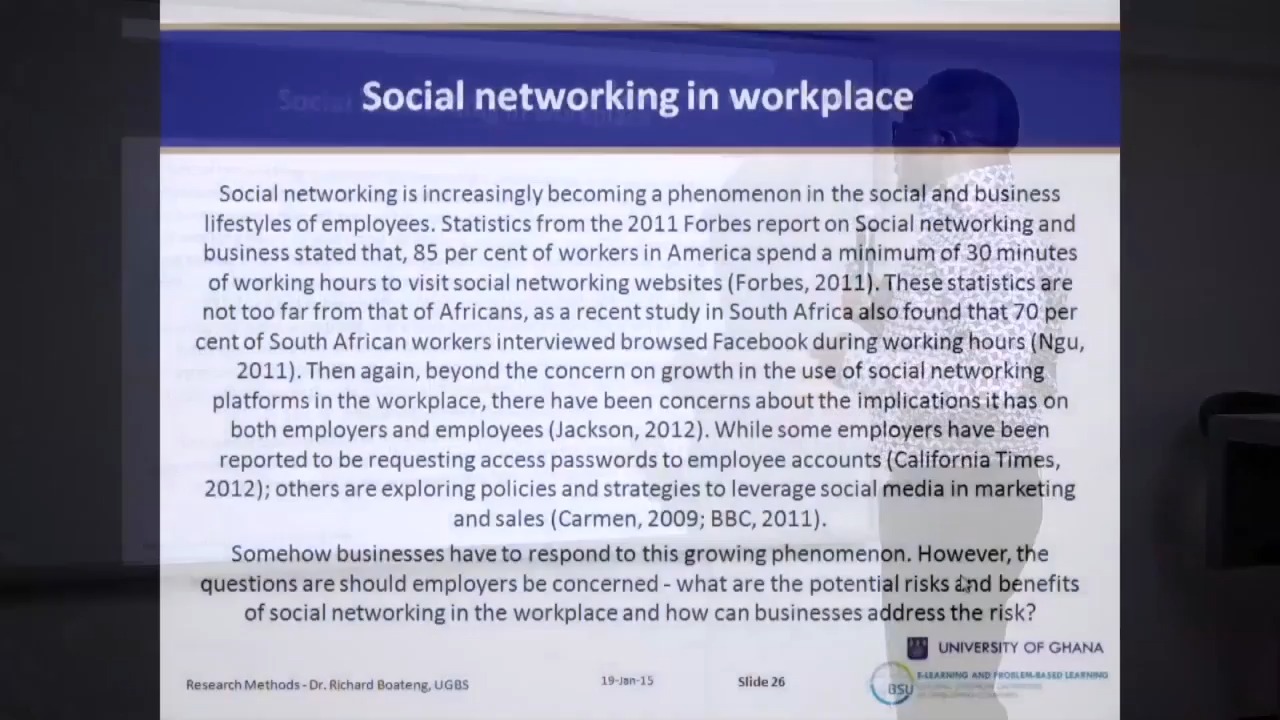 Social networking in workplace
Social networking is increasingly becoming a phenomenon in the social and business
lifestyles of employees. Statistics from the 2011 Forbes report on Social networking and
business stated that, 85 per cent of workers in America spend a minimum of 30 minutes
of working hours to visit social networking websites (Forbes, 2011). These statistics are
not too far from that of Africans, as a recent study in South Africa also found that 70 per
cent of South African workers interviewed browsed Facebook during working hours (Ngu,
2011). Then again, beyond the concern on growth in the use of social networking
platforms in the workplace, there have been concerns about the implications it has on
both employers and employees (Jackson, 2012). While some employers have been
reported to be requesting access passwords to employee accounts (California Times,
2012); others are exploring policies and strategies to leverage social media in marketing
and sales (Carmen, 2009; BBC, 2011).
Somehow businesses have to respond to this growing phenomenon. However, the
questions are should employers be concerned - what are the potential risks and benefits
of social networking in the workplace and how can businesses address the risk?
UNIVERSITY OF GHANA
Research Methods - Dr. Richard Boateng, UGBS
19-Jan-15
Slide 26
BSU
E-LEARNING AND PROBLEM-BASED LEARNING